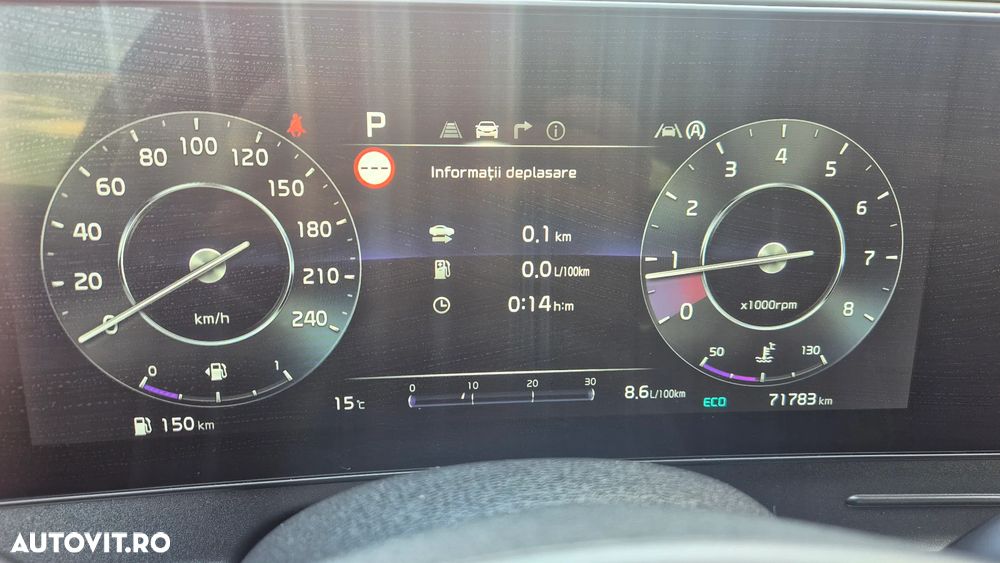 P
Informații deplasare
0.1 km
0.0 L/100km
0:14 h:m
0 20 40 60 80 100 120 150 180 210 240
km/h
0 1
150 km
0 1 2 3 4 5 6 7 8
x1000rpm
50 130
15°C
0 10 20 30
8.6 L/100km
ECO
71783 km
AUTOVIT.RO